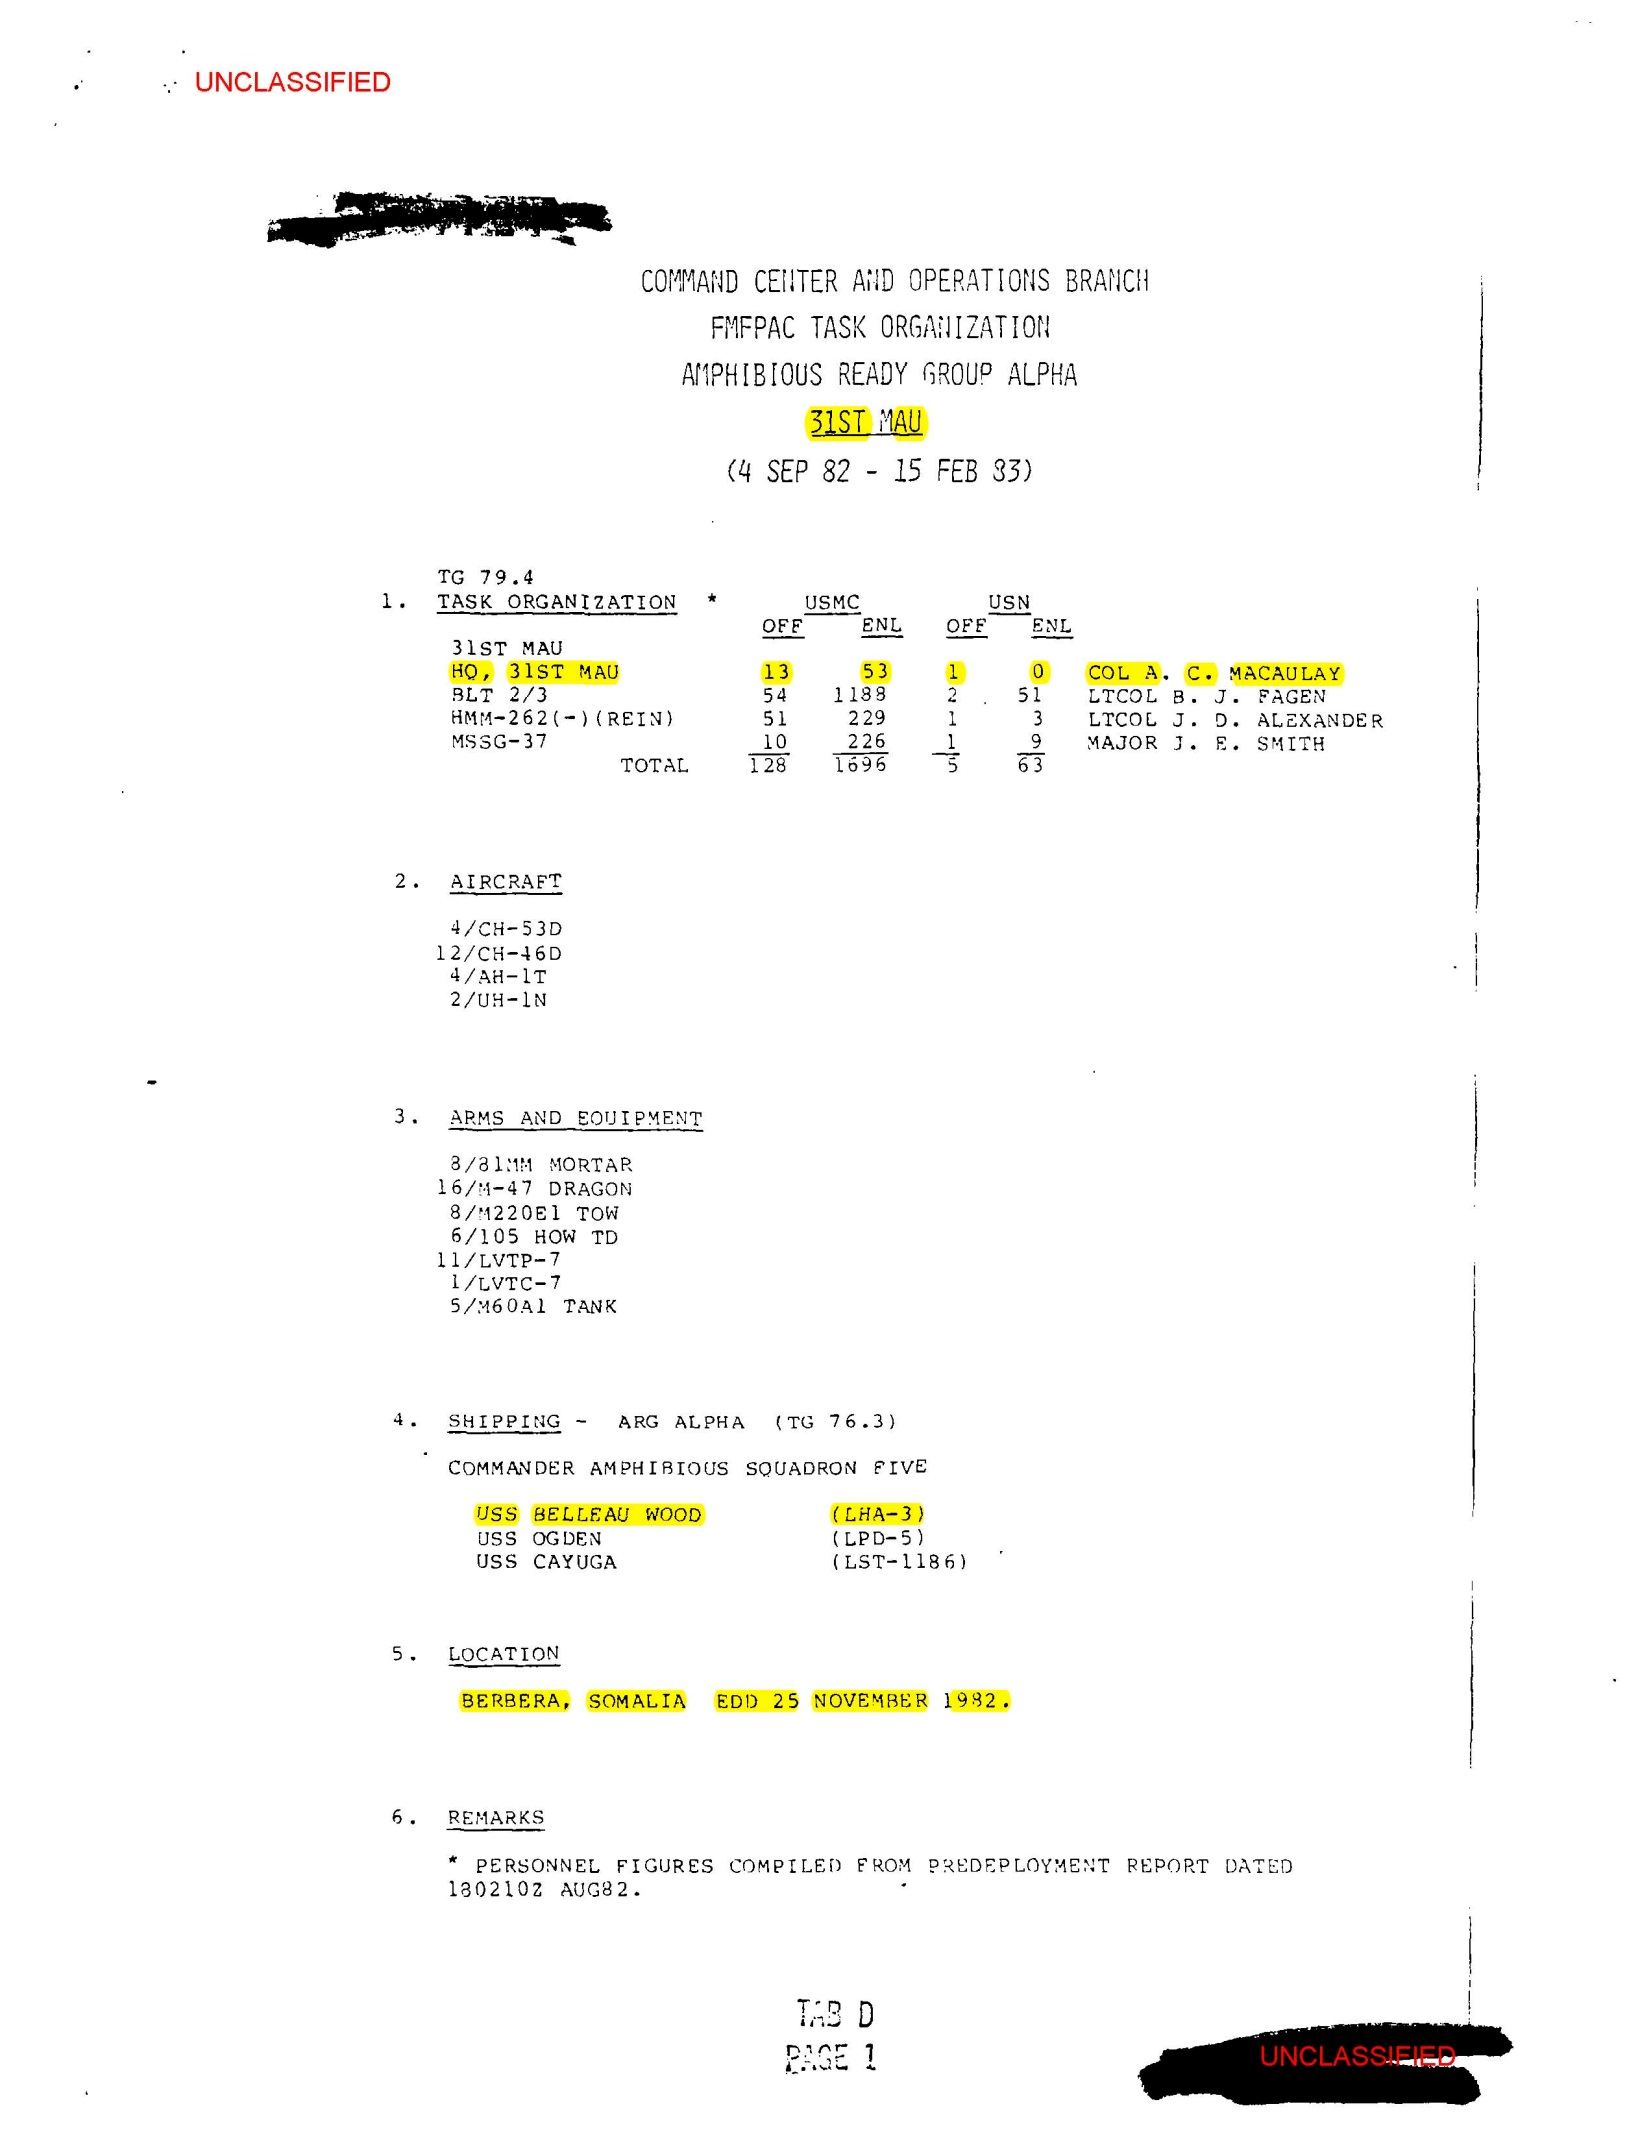 UNCLASSIFIED
COMMAND CENTER AND OPERATIONS BRANCH
FMFPAC TASK ORGANIZATION
AMPHIBIOUS READY GROUP ALPHA
31ST MAU
(4 SEP 82 - 15 FEB 83)
TG 79.4
1. TASK ORGANIZATION * USMC USN
OFF ENL OFF ENL
31ST MAU
HQ, 31ST MAU 13 53 1 0 COL A. C. MACAULAY
BLT 2/3 54 1188 2 51 LTCOL B. J. FAGEN
HMM-262(-)(REIN) 51 229 1 3 LTCOL J. D. ALEXANDER
MSSG-37 10 226 1 9 MAJOR J. E. SMITH
TOTAL 128 1696 5 63
2. AIRCRAFT
4/CH-53D
12/CH-46D
4/AH-1T
2/UH-1N
3. ARMS AND EQUIPMENT
8/81MM MORTAR
16/M-47 DRAGON
8/M220E1 TOW
6/105 HOW TD
11/LVTP-7
1/LVTC-7
5/M60A1 TANK
4. SHIPPING - ARG ALPHA (TG 76.3)
COMMANDER AMPHIBIOUS SQUADRON FIVE
USS BELLEAU WOOD (LHA-3)
USS OGDEN (LPD-5)
USS CAYUGA (LST-1186)
5. LOCATION
BERBERA, SOMALIA EDD 25 NOVEMBER 1982.
6. REMARKS
* PERSONNEL FIGURES COMPILED FROM PREDEPLOYMENT REPORT DATED
180210Z AUG82.
TAB D
PAGE 1
UNCLASSIFIED